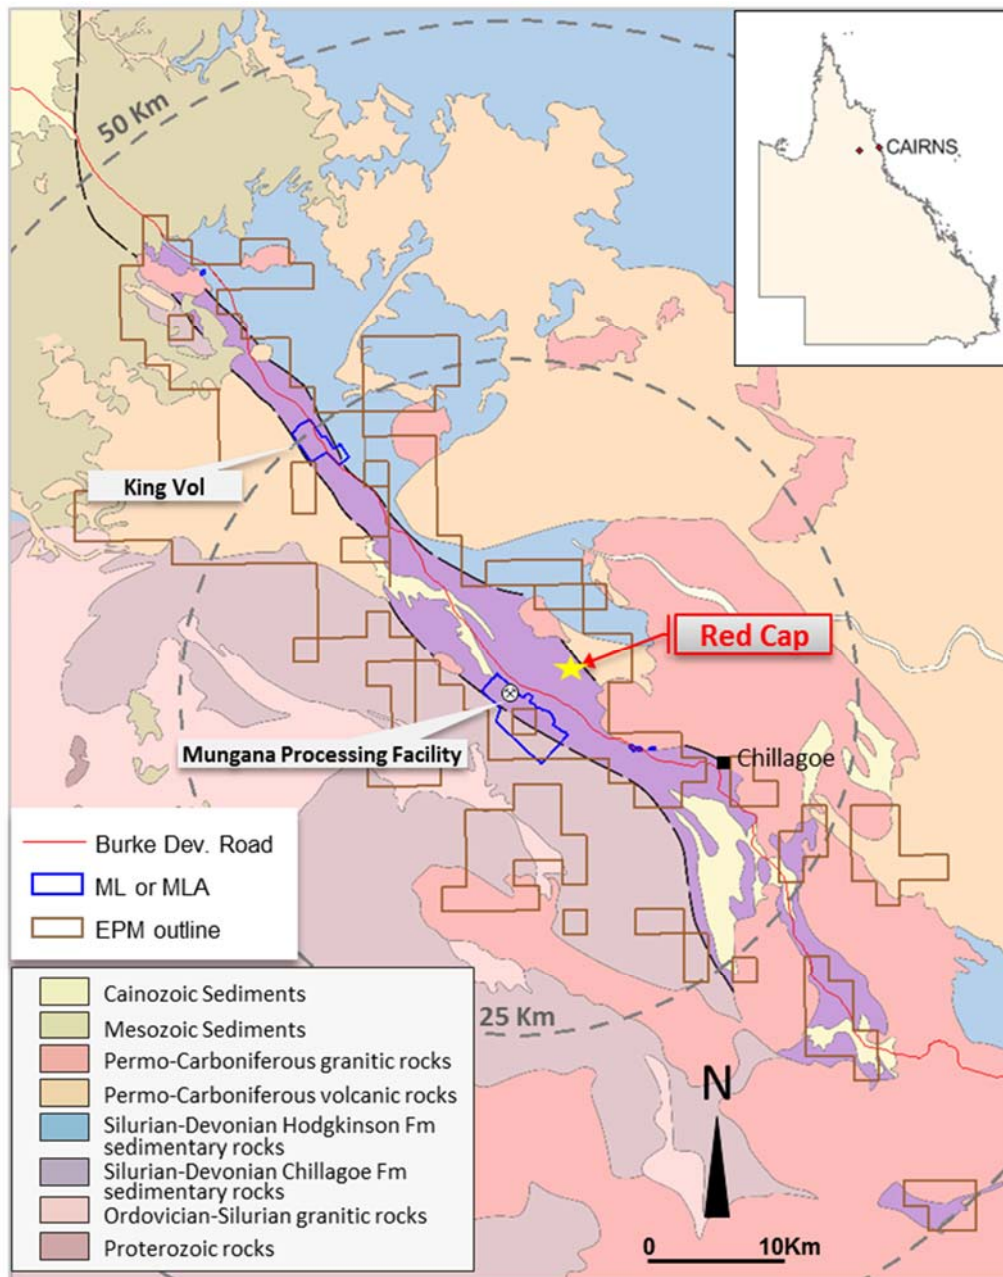 50 Km
CAIRNS
King Vol
Red Cap
Mungana Processing Facility
Chillagoe
Burke Dev. Road
ML or MLA
EPM outline
Cainozoic Sediments
Mesozoic Sediments
Permo-Carboniferous granitic rocks
Permo-Carboniferous volcanic rocks
Silurian-Devonian Hodgkinson Fm
sedimentary rocks
Silurian-Devonian Chillagoe Fm
sedimentary rocks
Ordovician-Silurian granitic rocks
Proterozoic rocks
25 Km
N
0 10Km